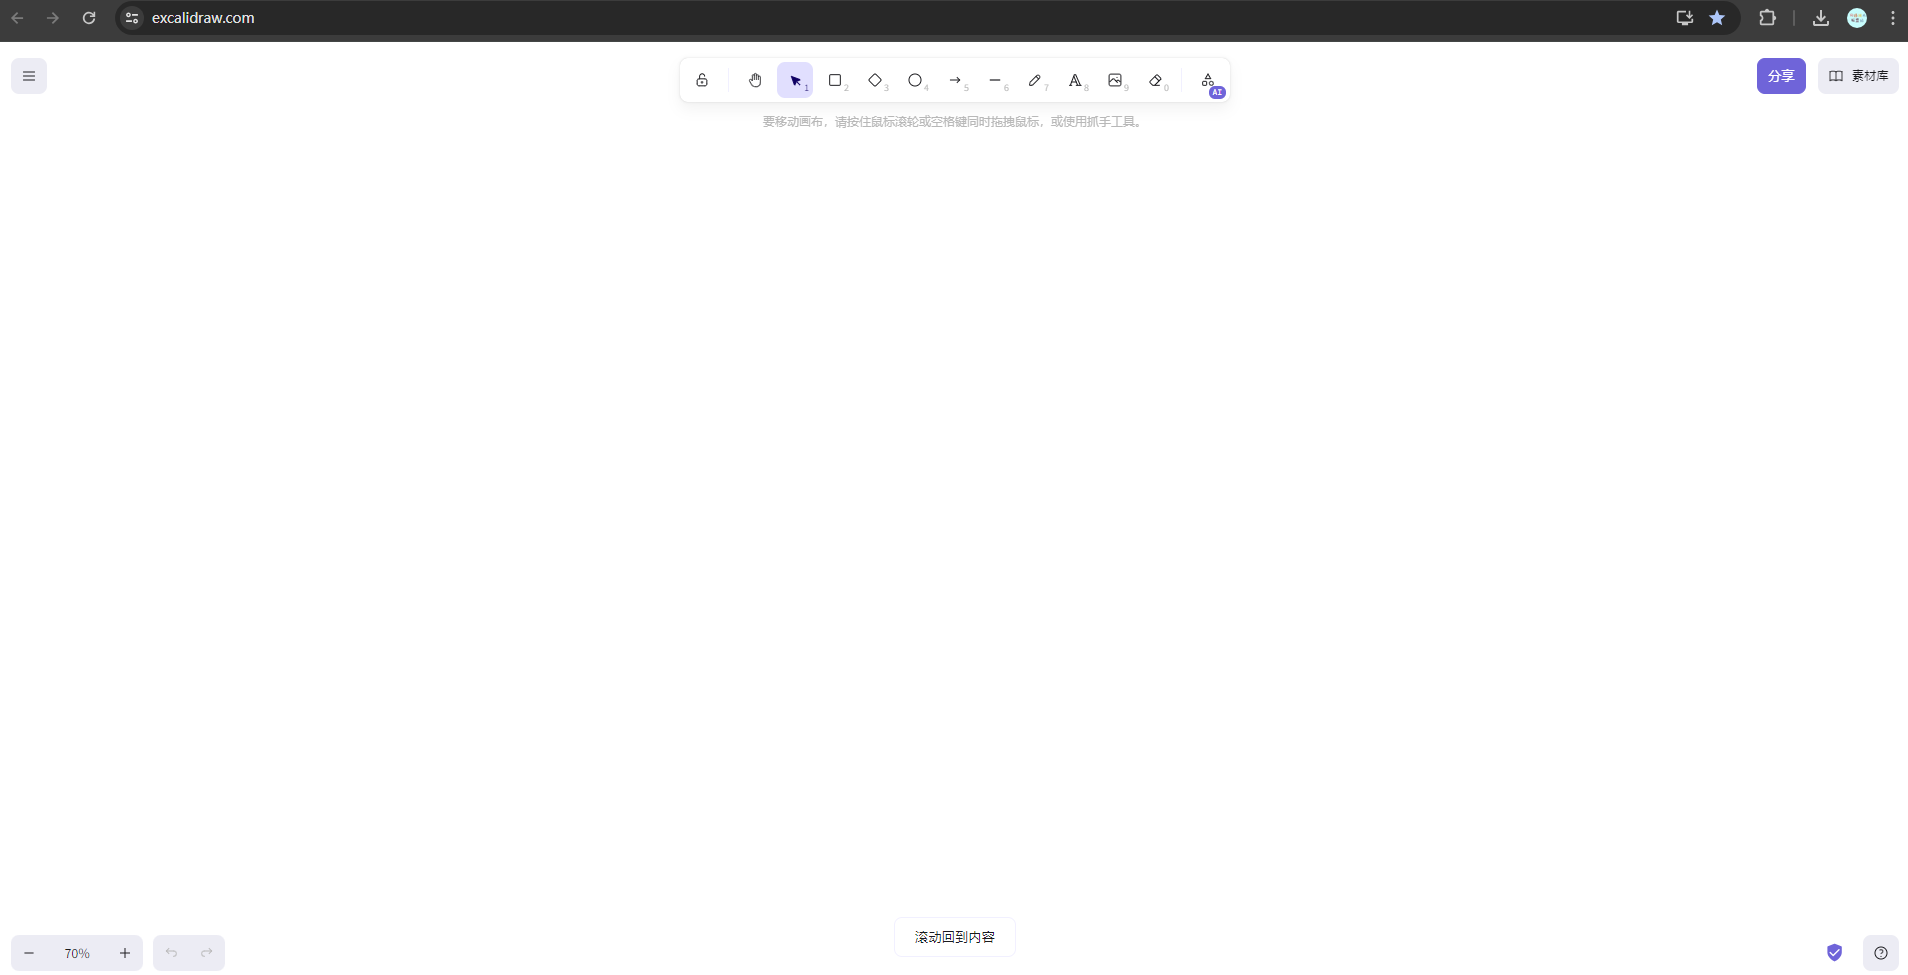 excalidraw.com
1 2 3 4 5 6 7 8 9 0 AI
分享 素材库
要移动画布，请按住鼠标滚轮或空格键同时拖拽鼠标，或使用抓手工具。
滚动回到内容
70%